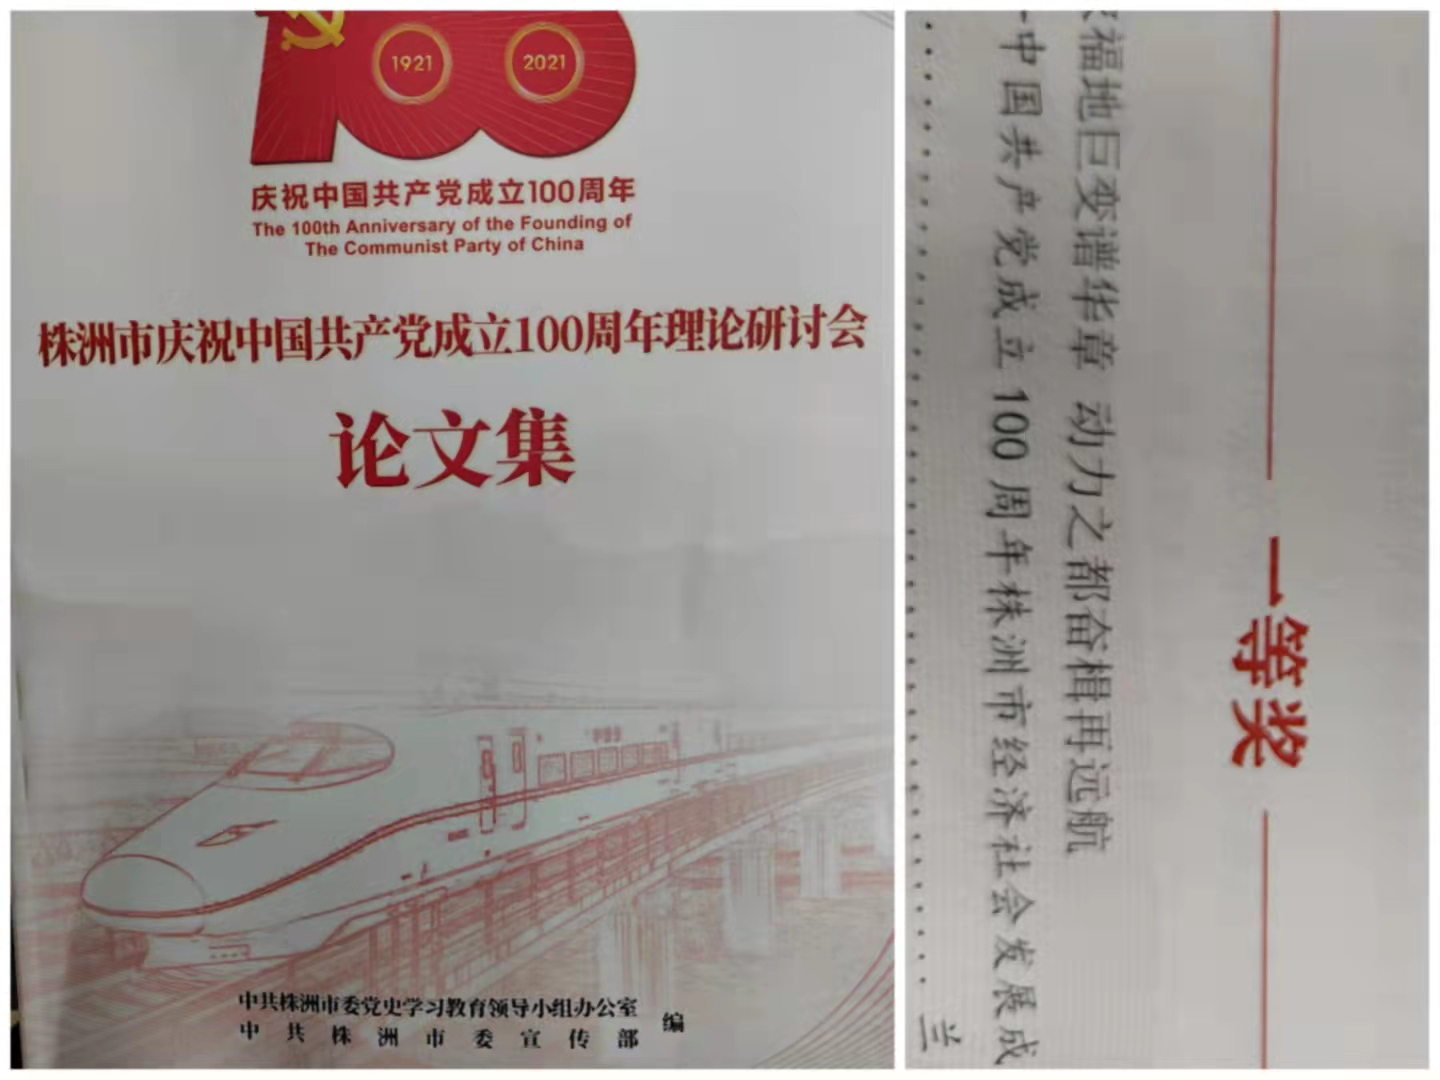 1921
2021
庆祝中国共产党成立100周年
The 100th Anniversary of the Founding of
The Communist Party of China
株洲市庆祝中国共产党成立100周年理论研讨会
论文集
中共株洲市委党史学习教育领导小组办公室
中共株洲市委宣传部
编
一等奖
福地巨变谱华章 动力之都奋楫再远航
中国共产党成立100周年株洲市经济社会发展成